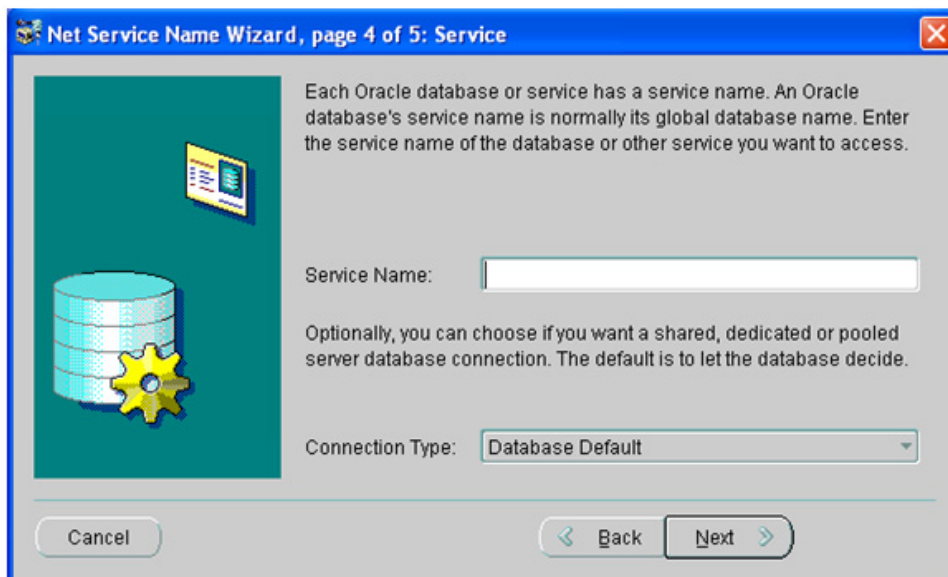 Net Service Name Wizard, page 4 of 5: Service
Each Oracle database or service has a service name. An Oracle
database's service name is normally its global database name. Enter
the service name of the database or other service you want to access.
Service Name:
Optionally, you can choose if you want a shared, dedicated or pooled
server database connection. The default is to let the database decide.
Connection Type: Database Default
Cancel Back Next